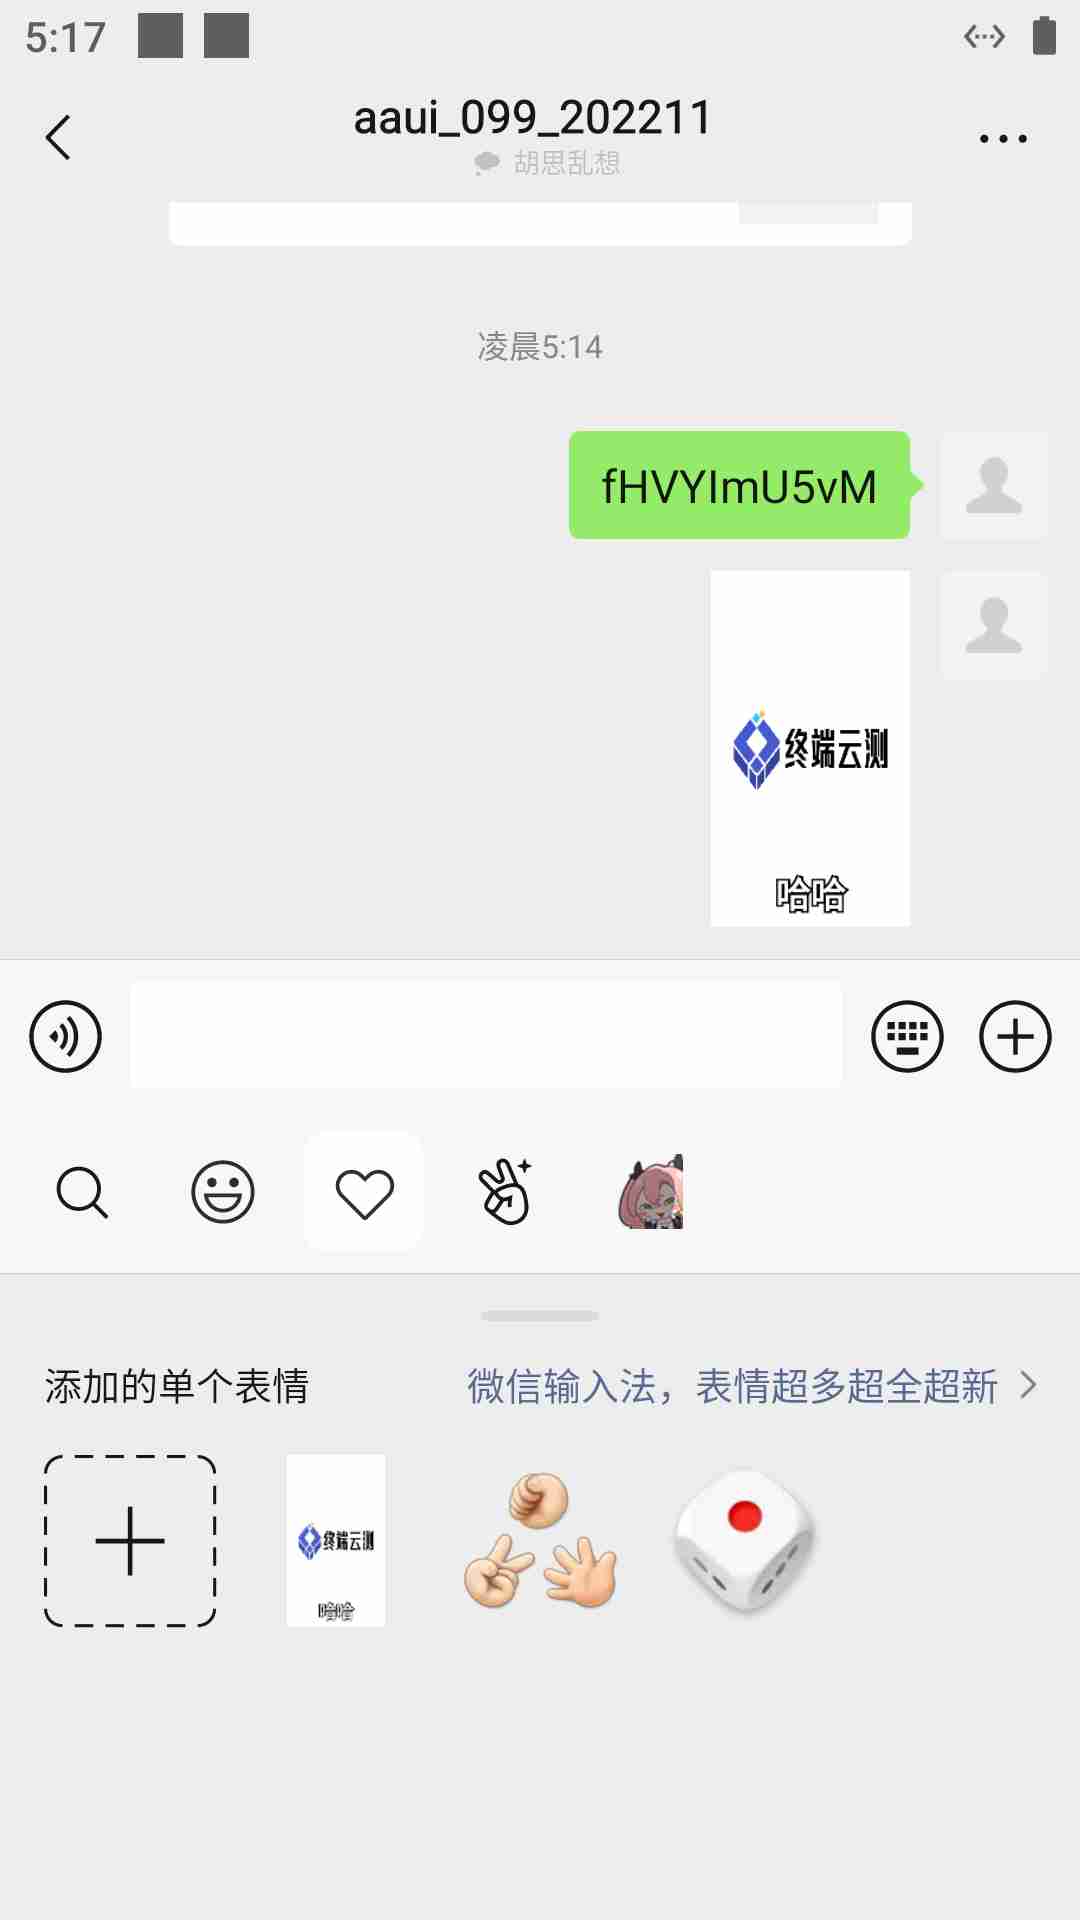 5:17
aaui_099_202211
胡思乱想
凌晨5:14
fHVYImU5vM
终端云测
哈哈
添加的单个表情
微信输入法，表情超多超全超新
终端云测
哈哈